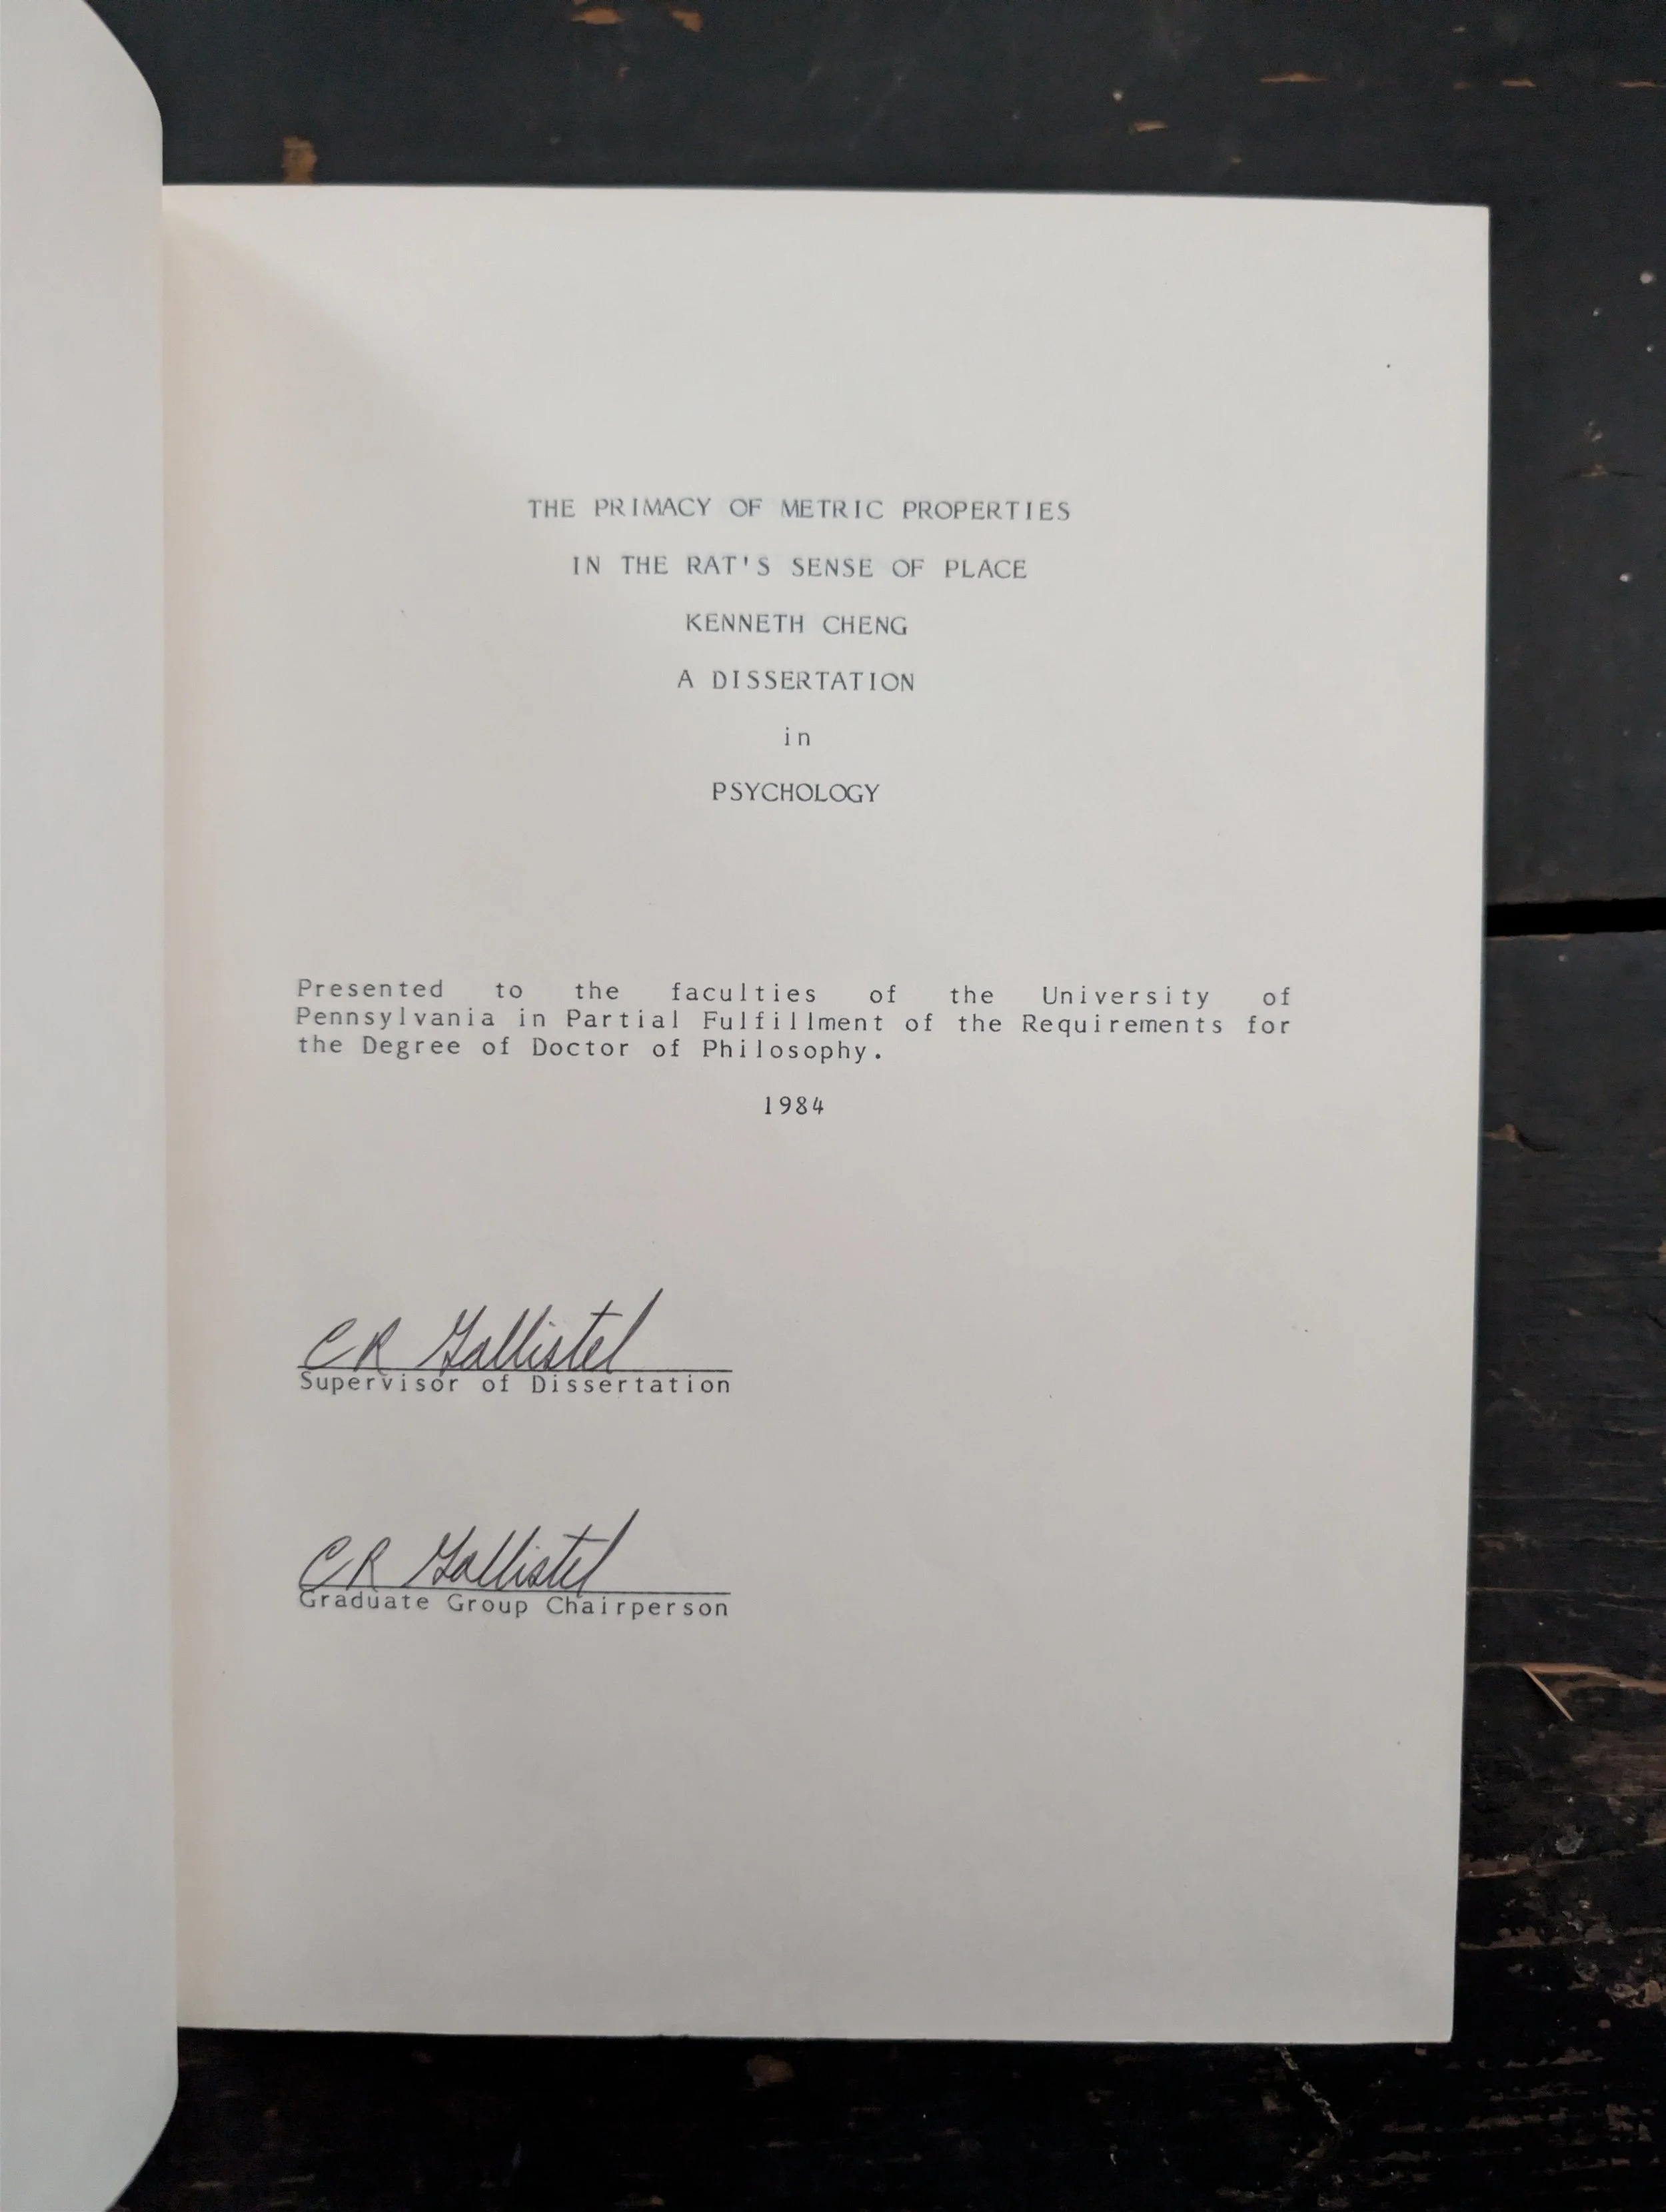 THE PRIMACY OF METRIC PROPERTIES
IN THE RAT'S SENSE OF PLACE
KENNETH CHENG
A DISSERTATION
in
PSYCHOLOGY
Presented to the faculties of the University of
Pennsylvania in Partial Fulfillment of the Requirements for
the Degree of Doctor of Philosophy.
1984
CR Gallistel
Supervisor of Dissertation
CR Gallistel
Graduate Group Chairperson